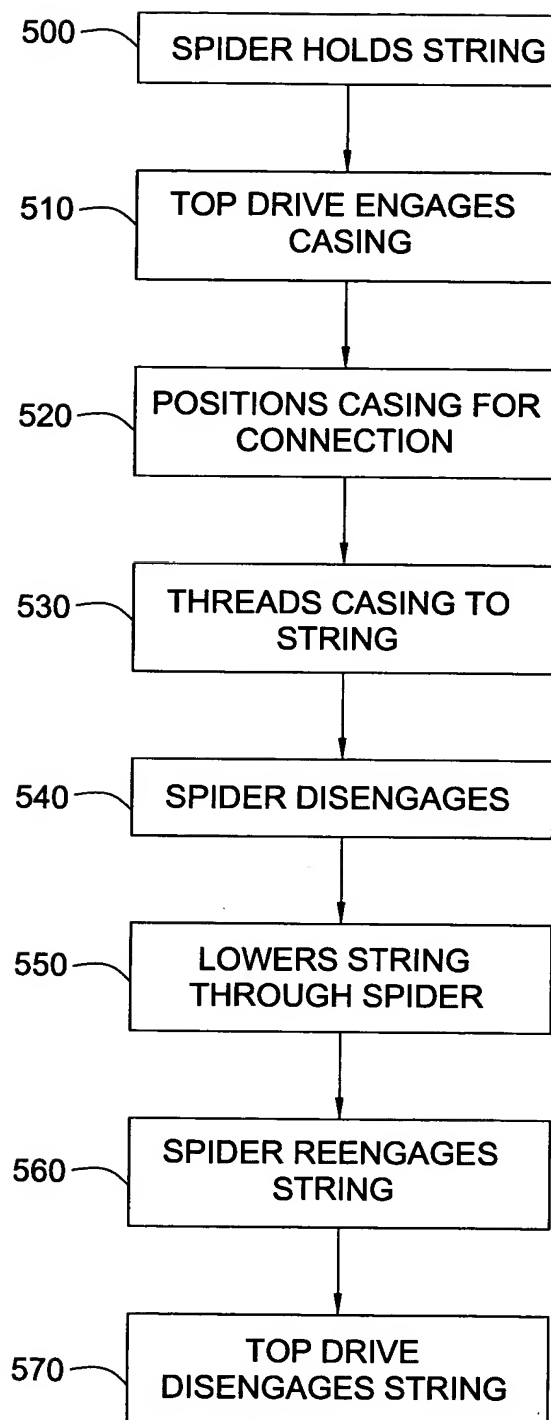 500
SPIDER HOLDS STRING
510
TOP DRIVE ENGAGES
CASING
520
POSITIONS CASING FOR
CONNECTION
530
THREADS CASING TO
STRING
540
SPIDER DISENGAGES
550
LOWERS STRING
THROUGH SPIDER
560
SPIDER REENGAGES
STRING
570
TOP DRIVE
DISENGAGES STRING